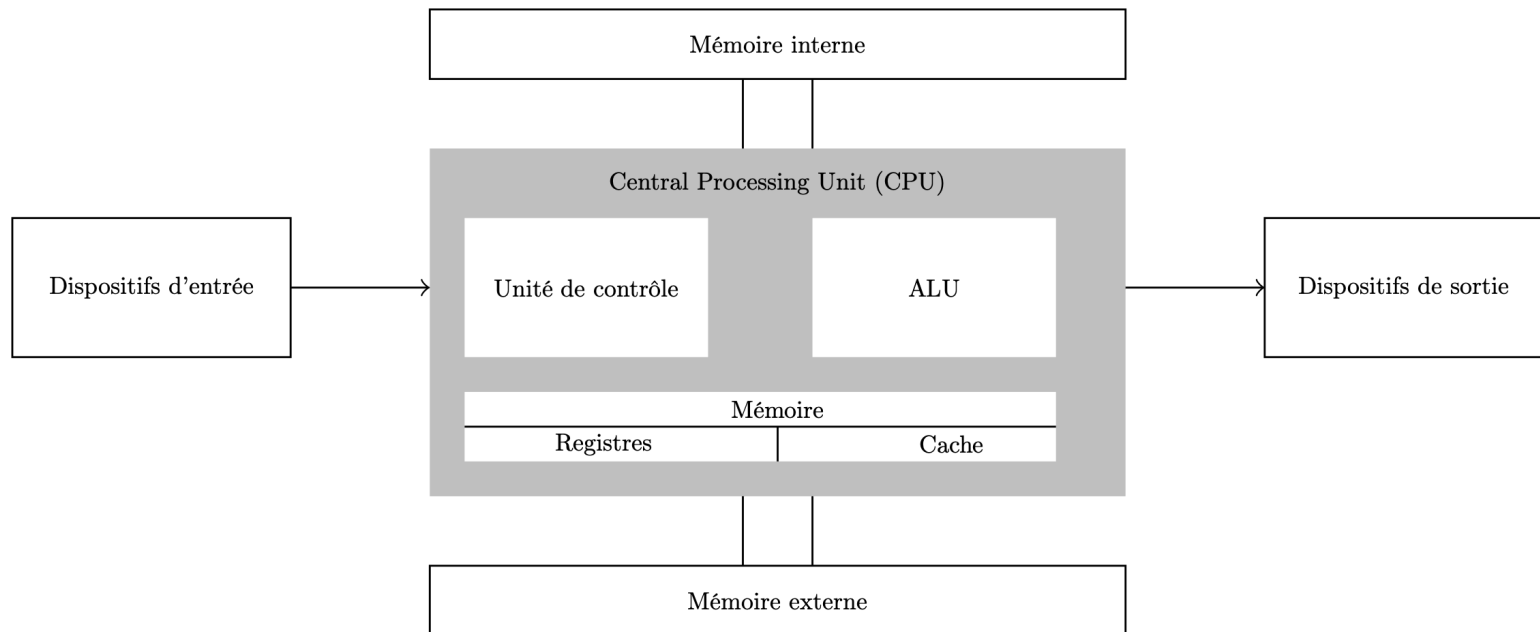 Mémoire interne
Central Processing Unit (CPU)
Dispositifs d'entrée
Unité de contrôle
ALU
Dispositifs de sortie
Mémoire
Registres
Cache
Mémoire externe